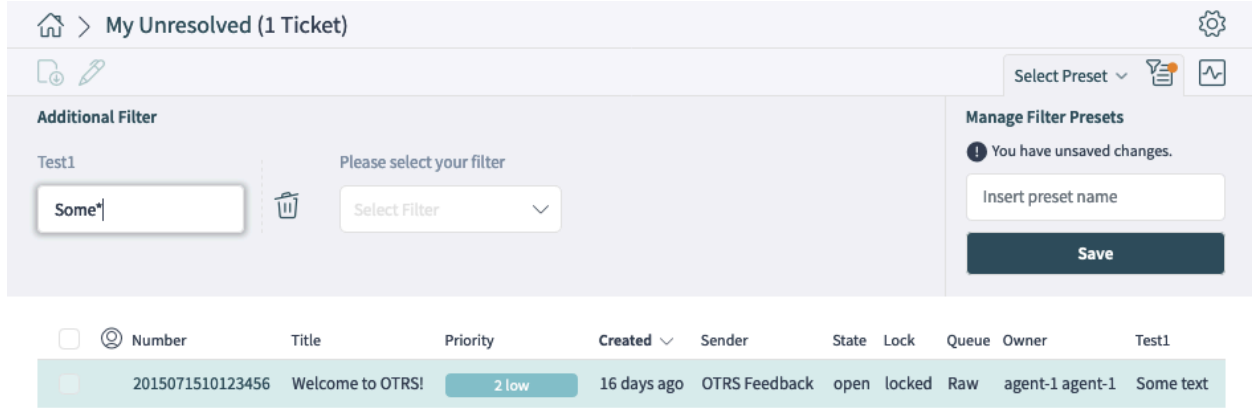 My Unresolved (1 Ticket)
Select Preset
Additional Filter
Manage Filter Presets
Test1
Please select your filter
You have unsaved changes.
Some*
Select Filter
Insert preset name
Save
Number Title Priority Created Sender State Lock Queue Owner Test1
2015071510123456 Welcome to OTRS! 2 low 16 days ago OTRS Feedback open locked Raw agent-1 agent-1 Some text